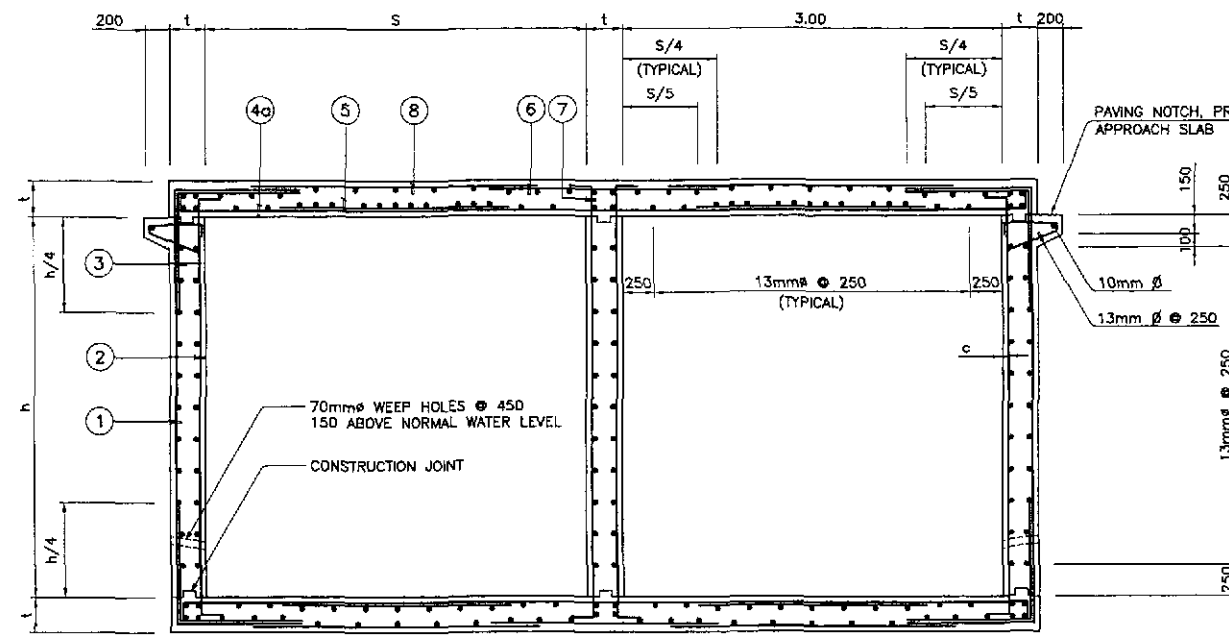 200 t S t 3.00 t 200
S/4 S/4
(TYPICAL) (TYPICAL)
S/5 S/5
4a 5 8 6 7
PAVING NOTCH, PR
APPROACH SLAB
t
150
250
h/4
3
100
250 13mmø @ 250 250
(TYPICAL)
10mm Ø
13mm Ø @ 250
2
c
h
1
70mmø WEEP HOLES @ 450
150 ABOVE NORMAL WATER LEVEL
13mmø @ 250
CONSTRUCTION JOINT
h/4
250
t